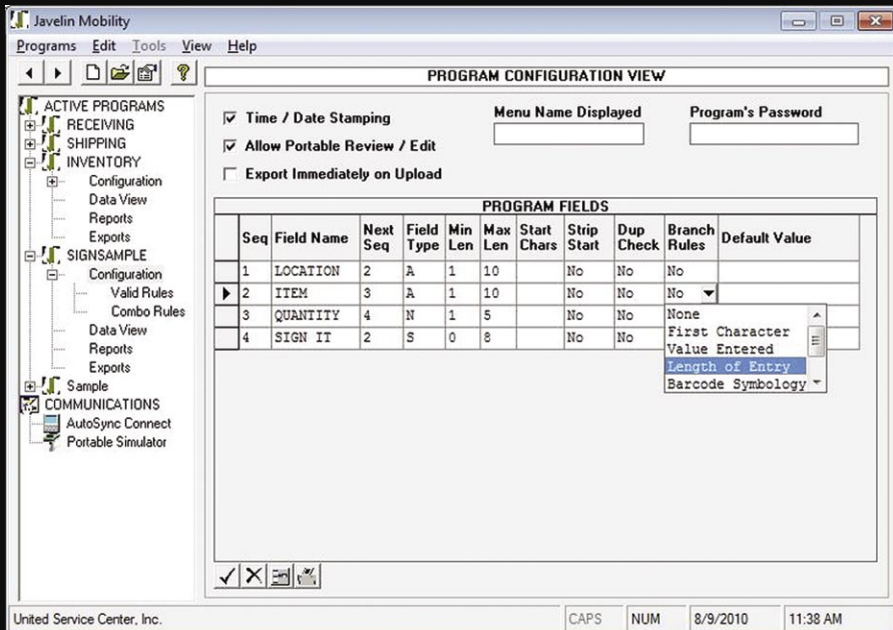 Javelin Mobility
Programs Edit Tools View Help
PROGRAM CONFIGURATION VIEW
ACTIVE PROGRAMS
RECEIVING
SHIPPING
INVENTORY
Configuration
Data View
Reports
Exports
SIGNSAMPLE
Configuration
Valid Rules
Combo Rules
Data View
Reports
Exports
Sample
COMMUNICATIONS
AutoSync Connect
Portable Simulator
Time / Date Stamping
Allow Portable Review / Edit
Export Immediately on Upload
Menu Name Displayed
Program's Password
PROGRAM FIELDS
Seq Field Name Next Seq Field Type Min Len Max Len Start Chars Strip Start Dup Check Branch Rules Default Value
1 LOCATION 2 A 1 10 No No No
2 ITEM 3 A 1 10 No No No
3 QUANTITY 4 N 1 5 No No
4 SIGN IT 2 S 0 8 No No
None
First Character
Value Entered
Length of Entry
Barcode Symbology
United Service Center, Inc. CAPS NUM 8/9/2010 11:38 AM